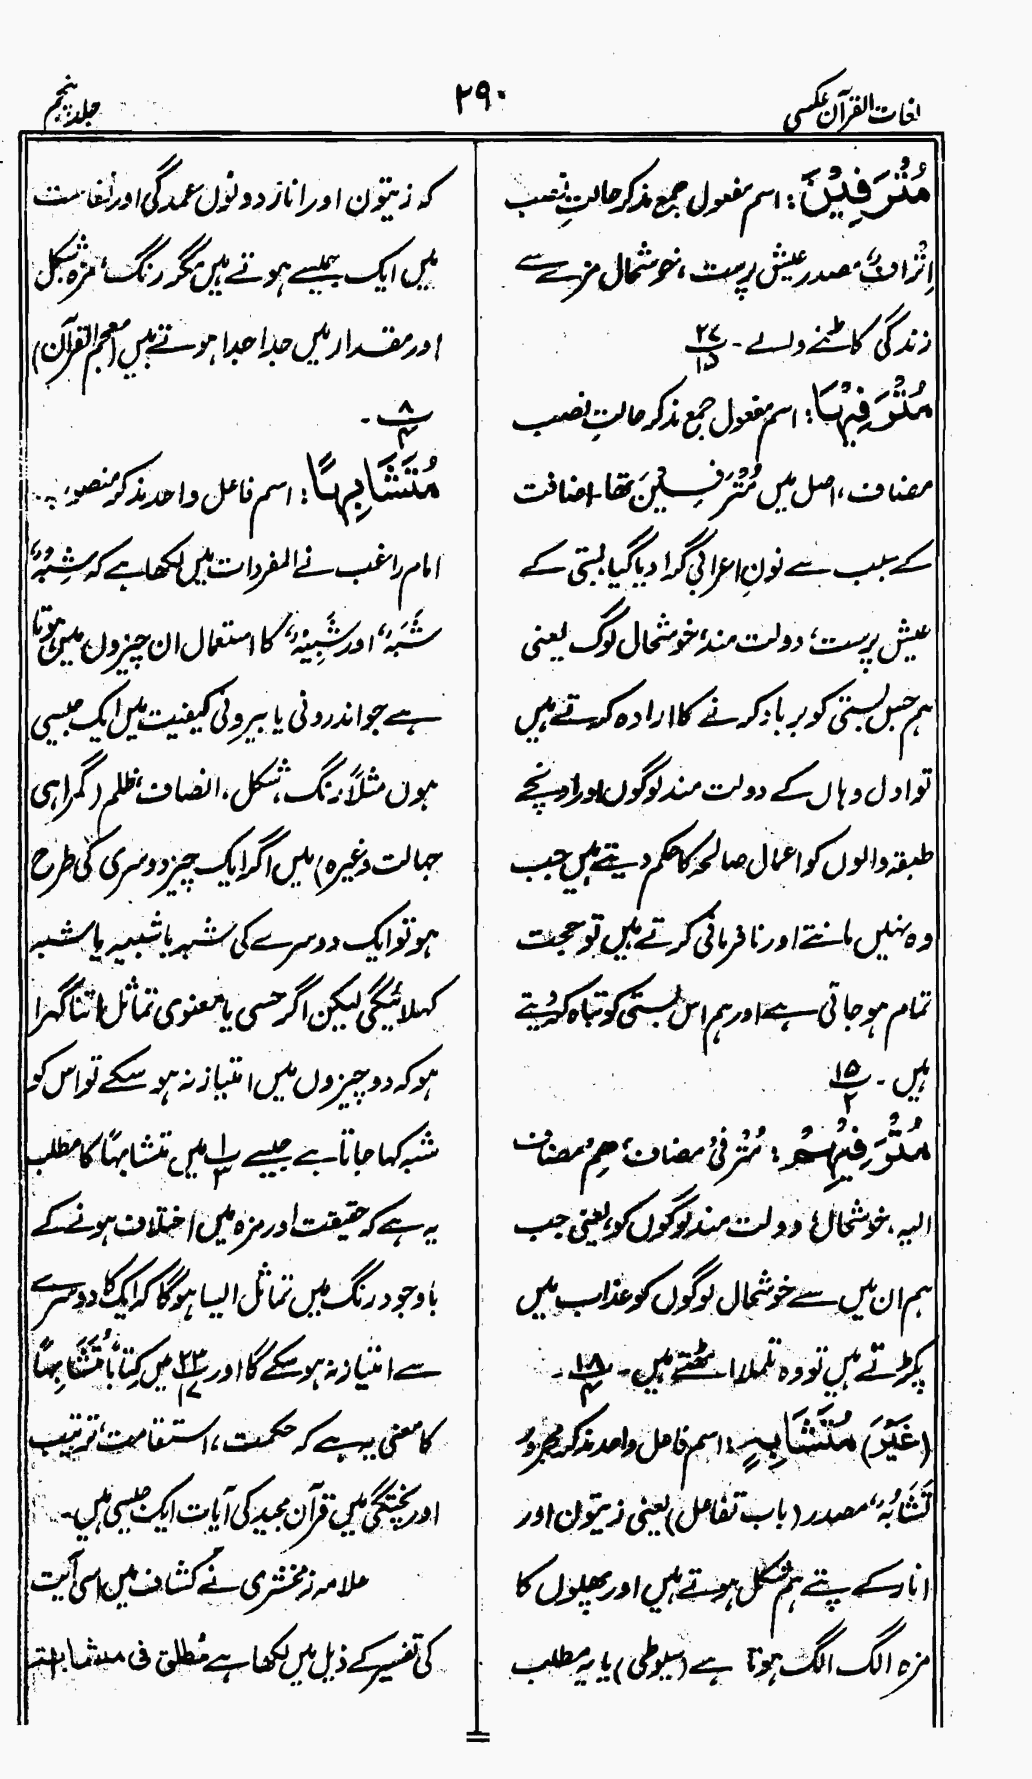 لغات القرآن عکسی
۲۹۰
جلد پنجم
مُتْرَفِیْنَ: اسم مفعول جمع مذکر حالتِ نصب
اِتْرَافٌ، مصدر عیش پرست، خوشحال مزے سے
زندگی کاٹنے والے۔ ۲۷/۱۵
مُتْرَفِیْهَا: اسم مفعول جمع مذکر حالتِ نصب
مضاف، اصل میں مُتْرَفِیْنَ تھا۔ اضافت
کے سبب سے نونِ اعرابی گرا دیا گیا بستی کے
عیش پرست، دولت مند، خوشحال لوگ یعنی
ہم جس بستی کو برباد کرنے کا ارادہ کرتے ہیں
تو اول وہاں کے دولت مند لوگوں اور اونچے
طبقہ والوں کو اعمال صالحہ کا حکم دیتے ہیں جب
وہ نہیں مانتے اور نافرمانی کرتے ہیں تو حجت
تمام ہو جاتی ہے اور ہم اس بستی کو تباہ کر دیتے
ہیں۔ ۱۵/۲
مُتْرَفِیْهِمْ: مُتْرَفِیْ مضاف، هِمْ مضاف
الیہ، خوشحال، دولت مند لوگوں کو، یعنی جب
ہم ان میں سے خوشحال لوگوں کو عذاب میں
پکڑتے ہیں تو وہ تلملا اٹھتے ہیں۔ ۱۸/۴۔
(غَیْرَ) مُتَشَابِهٍ: اسم فاعل واحد مذکر مجرور
تَشَابُهٌ، مصدر (باب تفاعل) یعنی زیتون اور
انار کے پتے ہم شکل ہوتے ہیں اور پھلوں کا
مزہ الگ الگ ہوتا ہے (سیوطی) یا یہ مطلب
کہ زیتون اور انار دونوں عمدگی اور نفاست
میں ایک جیسے ہوتے ہیں مگر رنگ، مزہ شکل
اور مقدار میں جدا جدا ہوتے ہیں (معجم القرآن)
۸/۴۔
مُتَشَابِهًا: اسم فاعل واحد مذکر منصوب۔
امام راغب نے المفردات میں لکھا ہے کہ شِبْهٌ،
شَبَهٌ، اور شَبِیْهٌ، کا استعمال ان چیزوں میں ہوتا
ہے جو اندرونی یا بیرونی کیفیت میں ایک جیسی
ہوں مثلاً رنگ، شکل، انصاف، ظلم (گمراہی
جہالت وغیرہ) میں اگر ایک چیز دوسری کی طرح
ہو تو ایک دوسرے کی شبہ یا شبیہ یا شبہ
کہلائیگی لیکن اگر حسی یا معنوی تماثل اتنا گہرا
ہو کہ دو چیزوں میں امتیاز نہ ہو سکے تو اس کو
شبہ کہا جاتا ہے جیسے ۱/۳ میں متشابہًا کا مطلب
یہ ہے کہ حقیقت اور مزہ میں اختلاف ہونے کے
باوجود رنگ میں تماثل ایسا ہوگا کہ ایک کا دوسرے
سے امتیاز نہ ہو سکے گا اور ۲۳/۱۷ میں کِتَابًا مُّتَشَابِهًا
کا معنی یہ ہے کہ حکمت، استقامت، ترتیب
اور پختگی میں قرآن مجید کی آیات ایک جیسی ہیں۔
علامہ زمخشری نے کشاف میں اسی آیت
کی تفسیر کے ذیل میں لکھا ہے مُطلق فی مشابهة